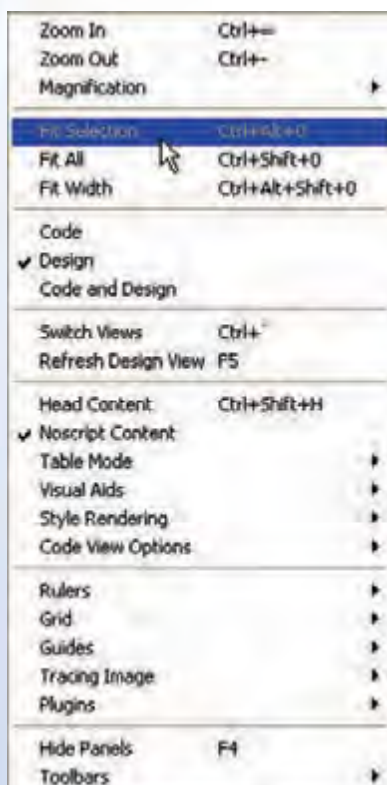 Zoom In Ctrl+=
Zoom Out Ctrl+-
Magnification
Fit Selection Ctrl+Alt+0
Fit All Ctrl+Shift+0
Fit Width Ctrl+Alt+Shift+0
Code
Design
Code and Design
Switch Views Ctrl+`
Refresh Design View F5
Head Content Ctrl+Shift+H
Noscript Content
Table Mode
Visual Aids
Style Rendering
Code View Options
Rulers
Grid
Guides
Tracing Image
Plugins
Hide Panels F4
Toolbars